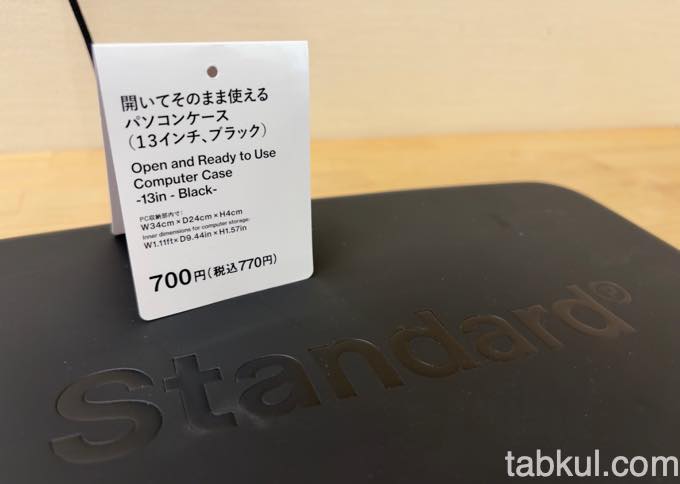 開いてそのまま使える
パソコンケース
(13インチ、ブラック)
Open and Ready to Use
Computer Case
-13in - Black-
PC収納部内寸:
W34cm×D24cm×H4cm
Inner dimensions for computer storage:
W1.11ft×D9.44in×H1.57in
700円(税込770円)
Standard®
tabkul.com